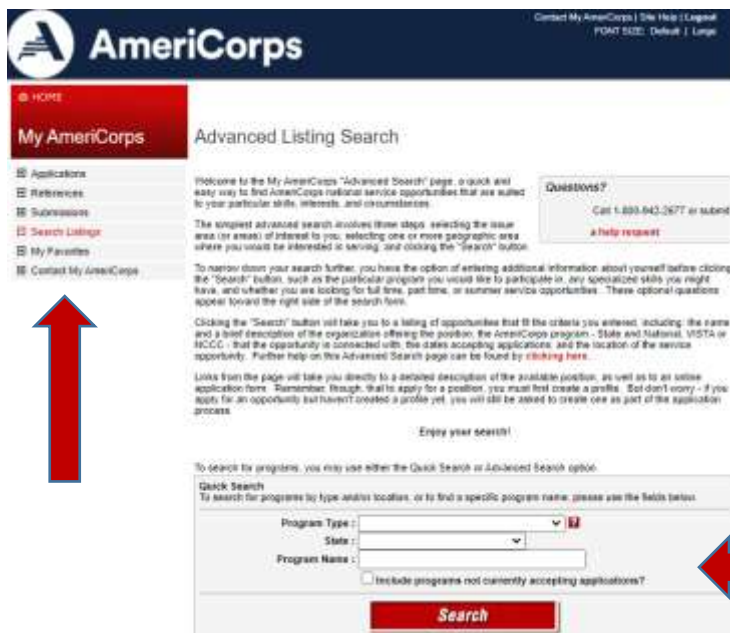 Contact My AmeriCorps | Site Help | Logout
FONT SIZE: Default | Large
AmeriCorps
HOME
My AmeriCorps
Applications
References
Submissions
Search Listings
My Favorites
Contact My AmeriCorps
Advanced Listing Search
Welcome to the My AmeriCorps "Advanced Search" page, a quick and
easy way to find AmeriCorps national service opportunities that are suited
to your particular skills, interests, and circumstances.
The simplest advanced search involves three steps: selecting the issue
area (or areas) of interest to you, selecting one or more geographic area
where you would be interested in serving, and clicking the "Search" button.
Questions?
Call 1-800-942-2677 or submit
a help request
To narrow down your search further, you have the option of entering additional information about yourself before clicking
the "Search" button, such as the particular program you would like to participate in, any specialized skills you might
have, and whether you are looking for full time, part time, or summer service opportunities. These optional questions
appear toward the right side of the search form.
Clicking the "Search" button will take you to a listing of opportunities that fit the criteria you entered, including: the name
and a brief description of the organization offering the position, the AmeriCorps program - State and National, VISTA or
NCCC - that the opportunity is connected with, the dates accepting applications, and the location of the service
opportunity. Further help on this Advanced Search page can be found by clicking here.
Links from the page will take you directly to a detailed description of the available position, as well as to an online
application form. Remember, though, that to apply for a position, you must first create a profile. But don't worry - if you
apply for an opportunity but haven't created a profile yet, you will still be asked to create one as part of the application
process.
Enjoy your search!
To search for programs, you may use either the Quick Search or Advanced Search option.
Quick Search
To search for programs by type and/or location, or to find a specific program name, please use the fields below.
Program Type :
?
State :
Program Name :
Include programs not currently accepting applications?
Search